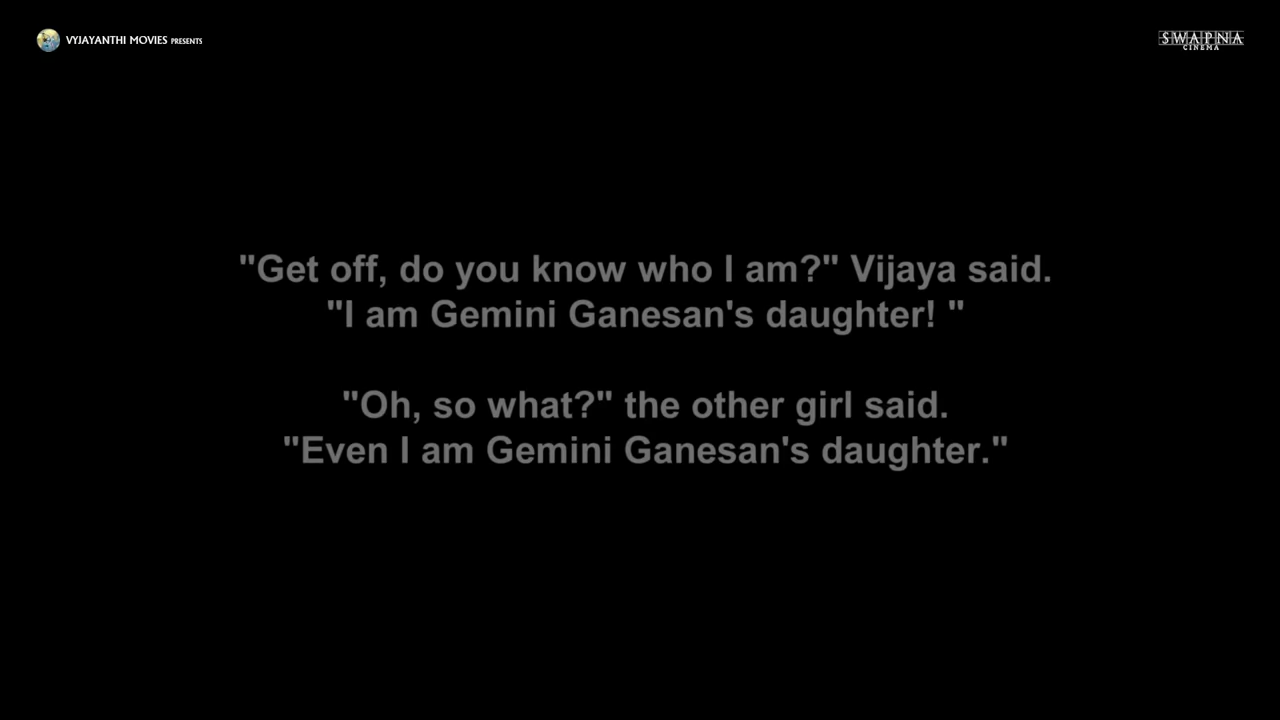 VYJAYANTHI MOVIES PRESENTS
SWAPNA
CINEMA
"Get off, do you know who I am?" Vijaya said.
"I am Gemini Ganesan's daughter! "
"Oh, so what?" the other girl said.
"Even I am Gemini Ganesan's daughter."